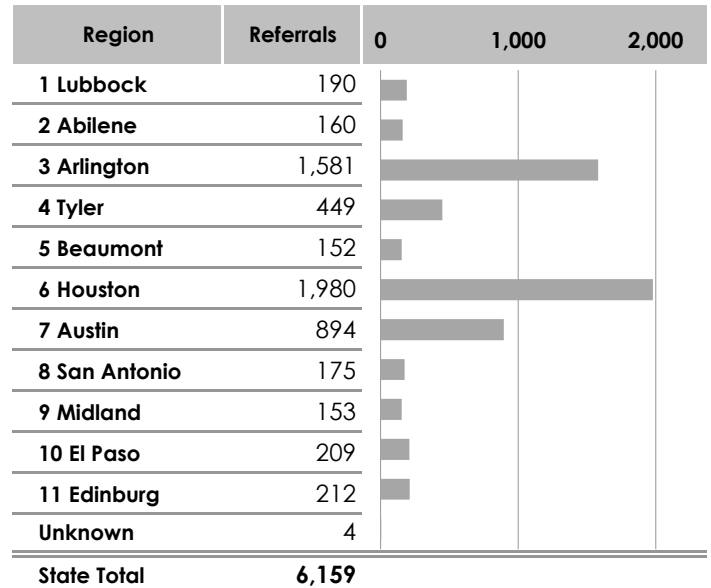 Region Referrals 0 1,000 2,000
1 Lubbock 190
2 Abilene 160
3 Arlington 1,581
4 Tyler 449
5 Beaumont 152
6 Houston 1,980
7 Austin 894
8 San Antonio 175
9 Midland 153
10 El Paso 209
11 Edinburg 212
Unknown 4
State Total 6,159